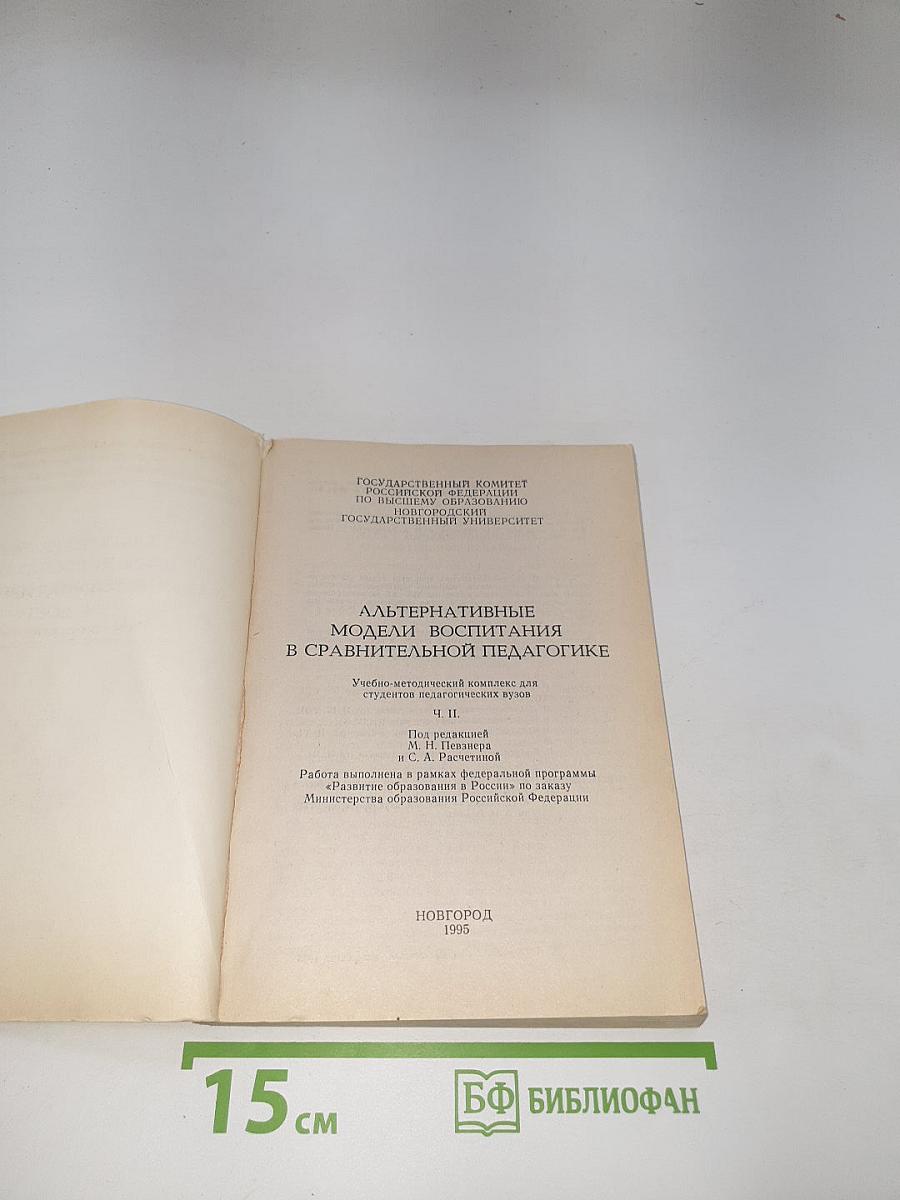 ГОСУДАРСТВЕННЫЙ КОМИТЕТ
РОССИЙСКОЙ ФЕДЕРАЦИИ
ПО ВЫСШЕМУ ОБРАЗОВАНИЮ
НОВГОРОДСКИЙ
ГОСУДАРСТВЕННЫЙ УНИВЕРСИТЕТ
АЛЬТЕРНАТИВНЫЕ
МОДЕЛИ ВОСПИТАНИЯ
В СРАВНИТЕЛЬНОЙ ПЕДАГОГИКЕ
Учебно-методический комплекс для
студентов педагогических вузов
Ч. II.
Под редакцией
М. Н. Певзнера
и С. А. Расчетиной
Работа выполнена в рамках федеральной программы
«Развитие образования в России» по заказу
Министерства образования Российской Федерации
НОВГОРОД
1995
15 см
БФ БИБЛИОФАН